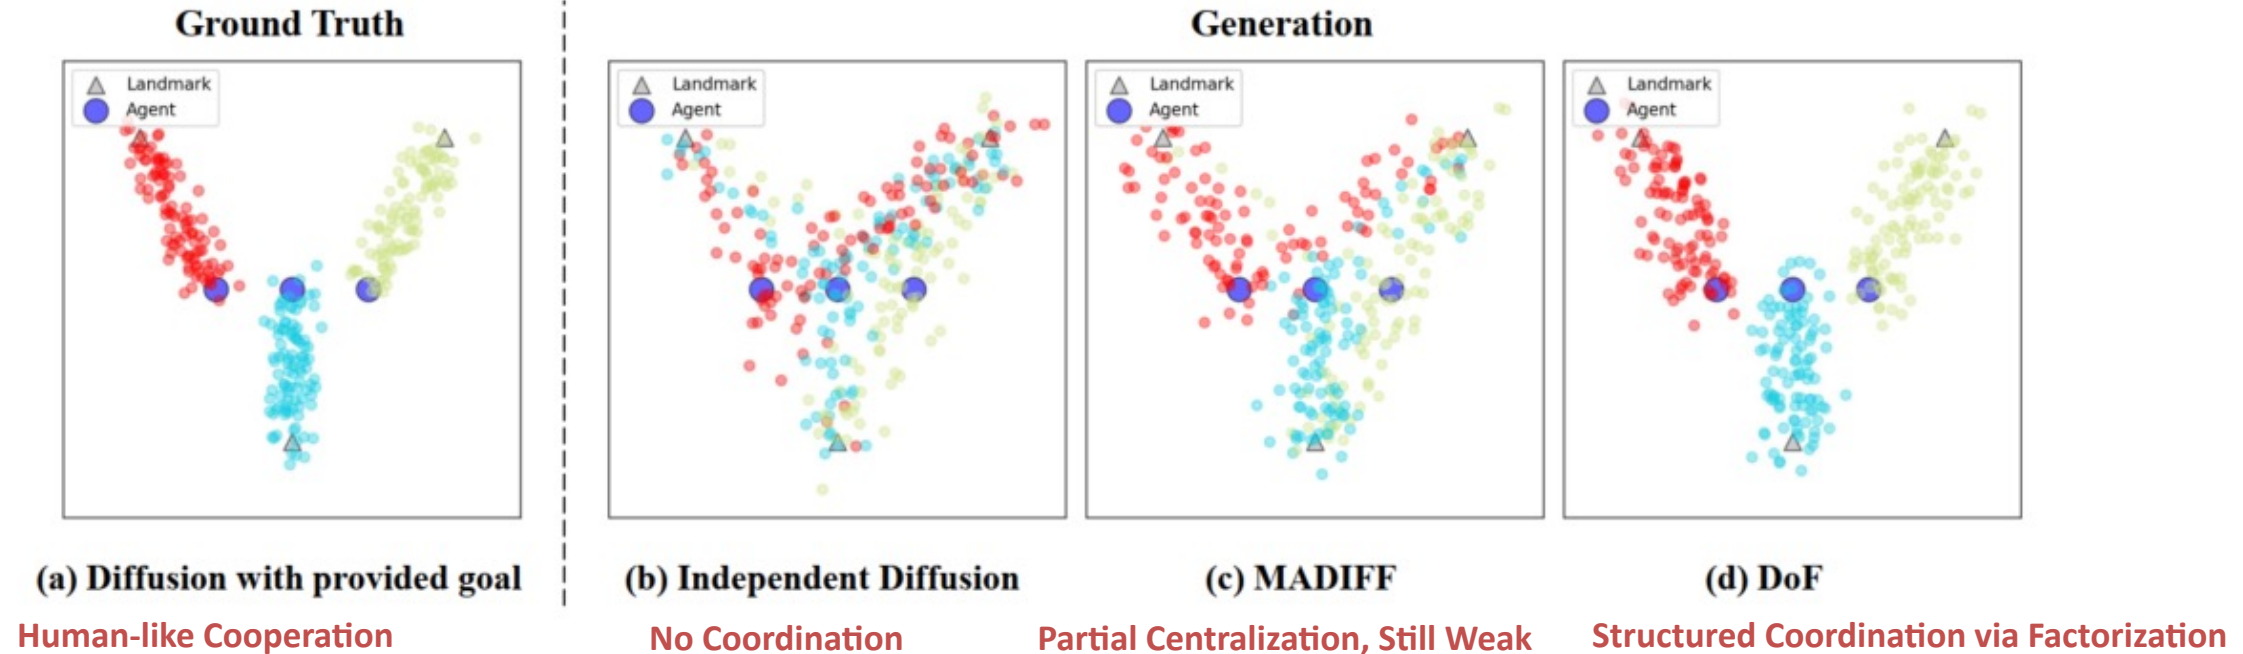 Ground Truth
Generation
Landmark
Agent
Landmark
Agent
Landmark
Agent
Landmark
Agent
(a) Diffusion with provided goal
(b) Independent Diffusion
(c) MADIFF
(d) DoF
Human-like Cooperation
No Coordination
Partial Centralization, Still Weak
Structured Coordination via Factorization